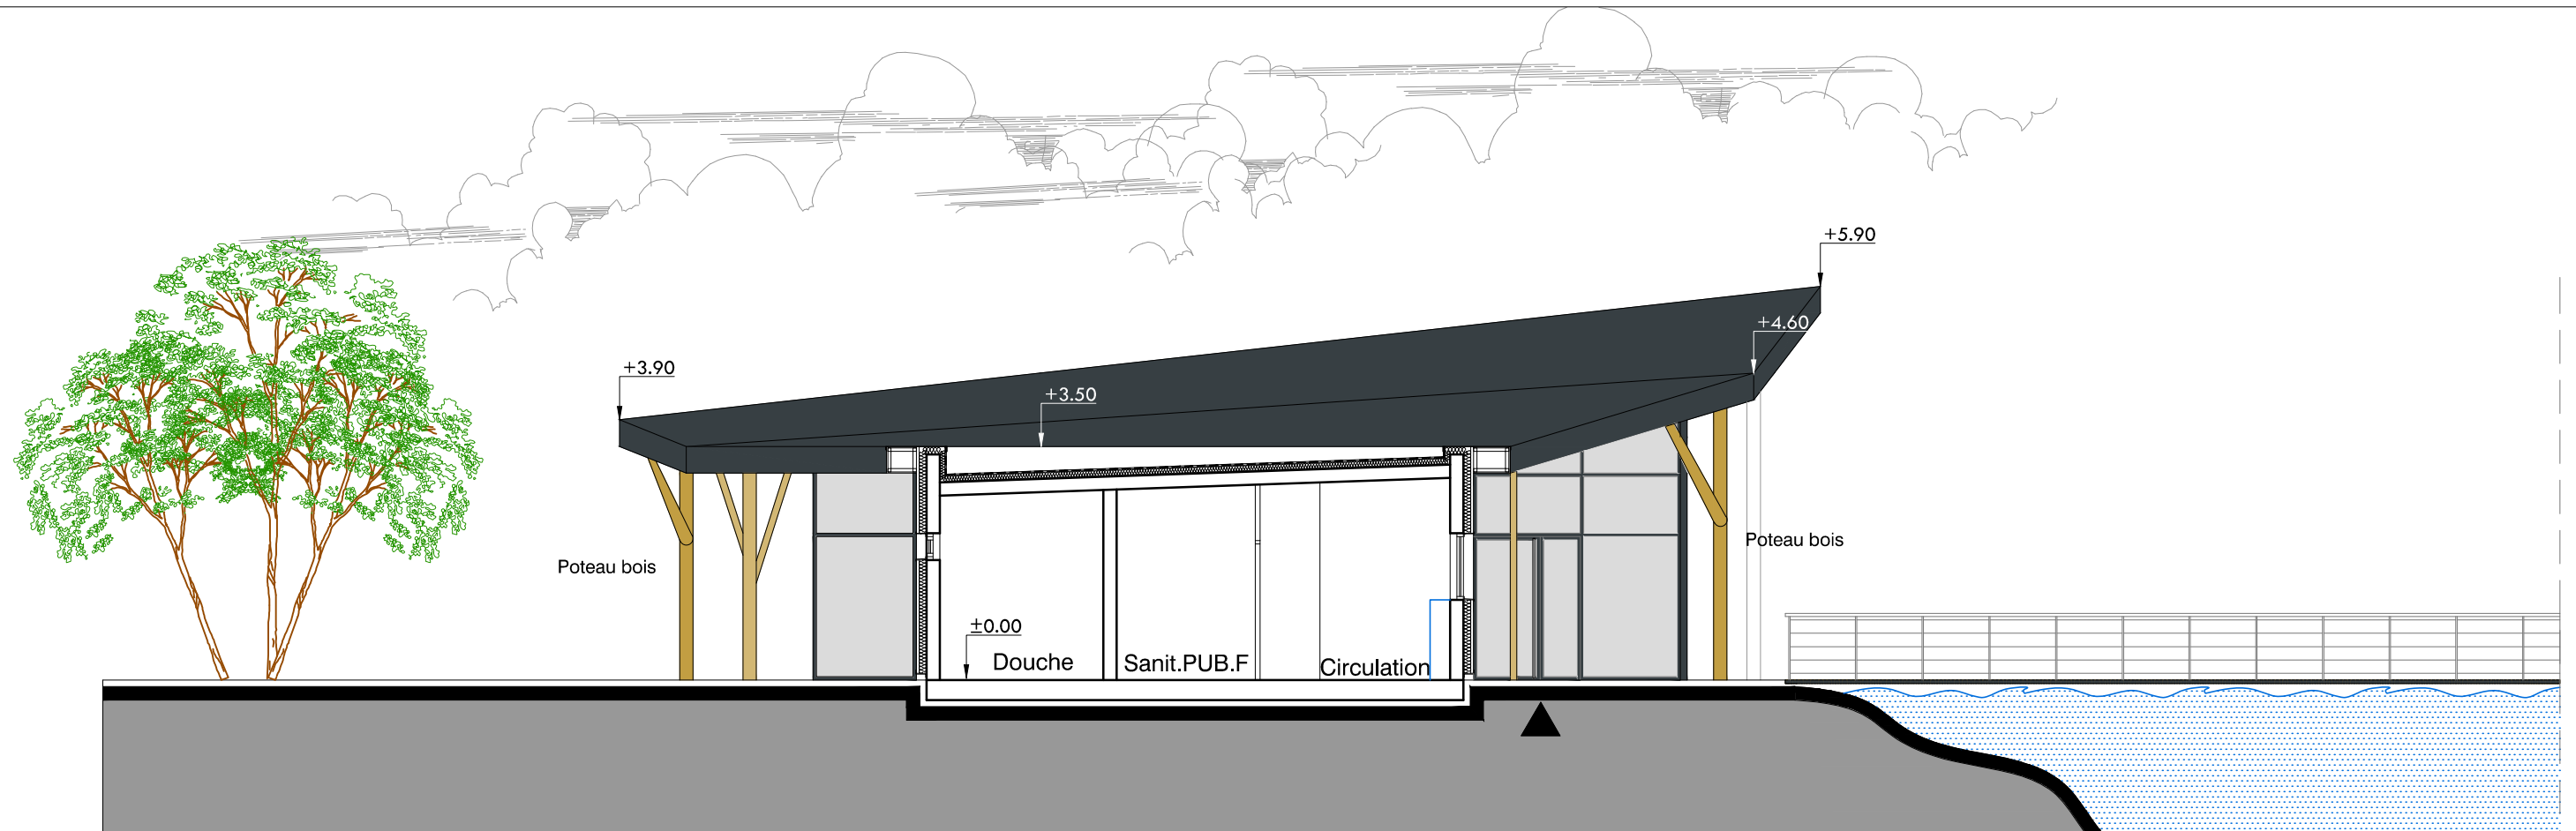 +5.90
+4.60
+3.90
+3.50
Poteau bois
Poteau bois
±0.00
Douche
Sanit.PUB.F
Circulation